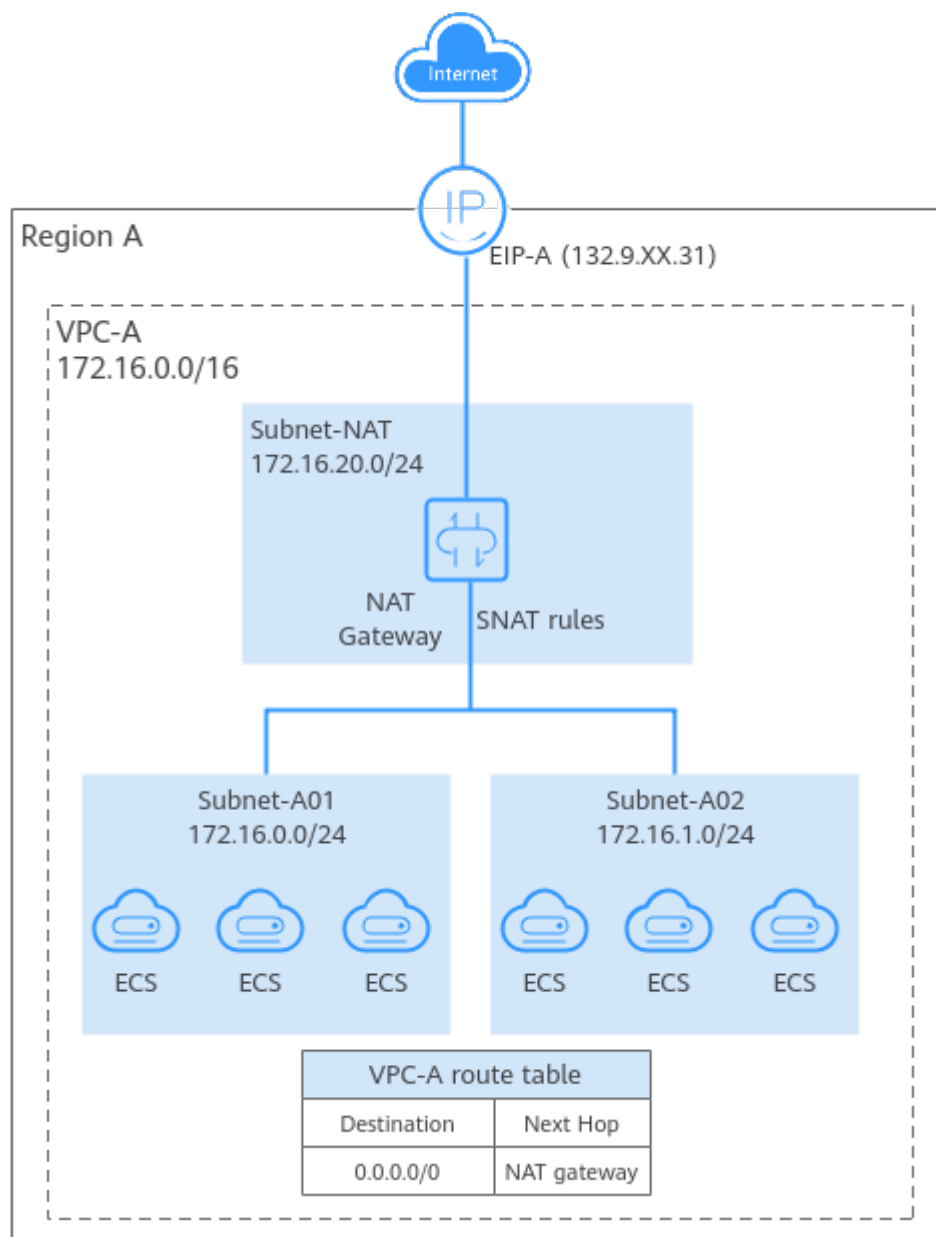 Internet
IP
Region A
EIP-A (132.9.XX.31)
VPC-A
172.16.0.0/16
Subnet-NAT
172.16.20.0/24
NAT
Gateway
SNAT rules
Subnet-A01
172.16.0.0/24
Subnet-A02
172.16.1.0/24
ECS ECS ECS ECS ECS ECS
VPC-A route table
Destination Next Hop
0.0.0.0/0 NAT gateway